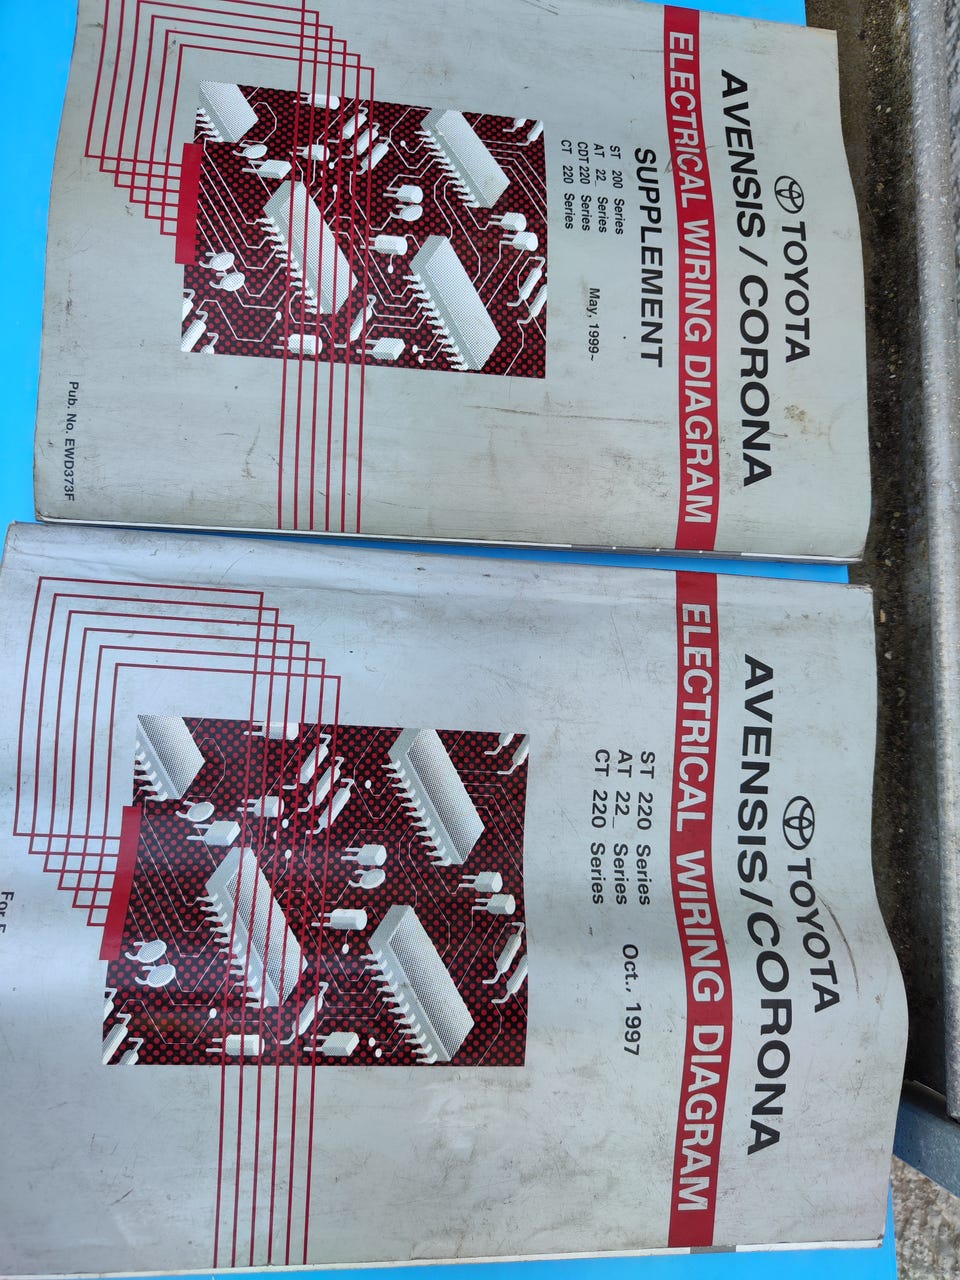 TOYOTA
AVENSIS / CORONA
ELECTRICAL WIRING DIAGRAM
SUPPLEMENT
ST 200 Series
AT 22_ Series
CDT 220 Series
CT 220 Series
May, 1999~
Pub. No. EWD373F
TOYOTA
AVENSIS/CORONA
ELECTRICAL WIRING DIAGRAM
ST 220 Series
AT 22_ Series
CT 220 Series
Oct., 1997
For